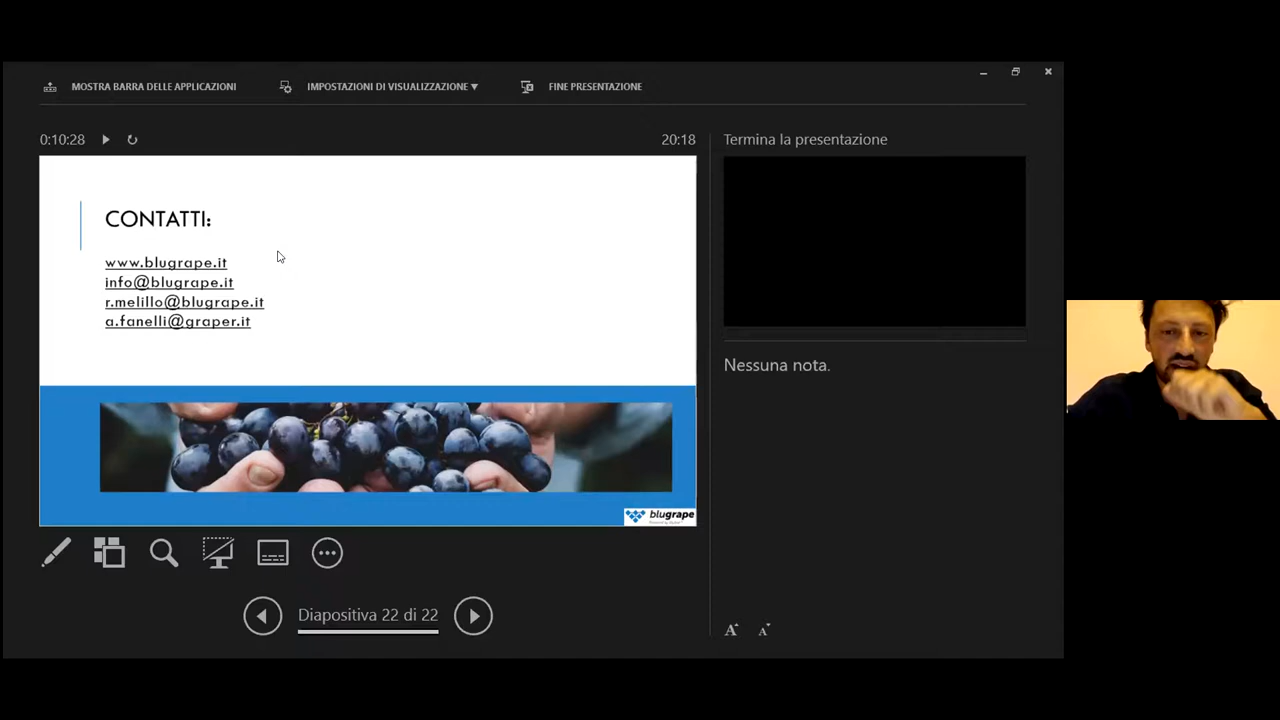 MOSTRA BARRA DELLE APPLICAZIONI
IMPOSTAZIONI DI VISUALIZZAZIONE ▼
FINE PRESENTAZIONE
0:10:28
20:18
Termina la presentazione
CONTATTI:
www.blugrape.it
info@blugrape.it
r.melillo@blugrape.it
a.fanelli@graper.it
Nessuna nota.
blugrape
Diapositiva 22 di 22
A
A